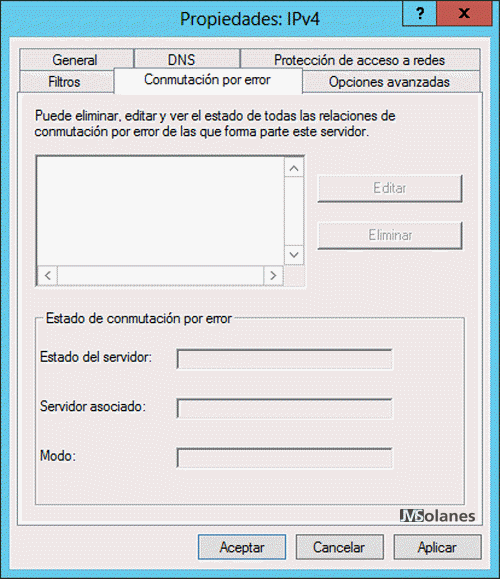 Propiedades: IPv4
? x
General DNS Protección de acceso a redes
Filtros Conmutación por error Opciones avanzadas
Puede eliminar, editar y ver el estado de todas las relaciones de
conmutación por error de las que forma parte este servidor.
Editar
Eliminar
Estado de conmutación por error
Estado del servidor:
Servidor asociado:
Modo:
JMSolanes
Aceptar Cancelar Aplicar